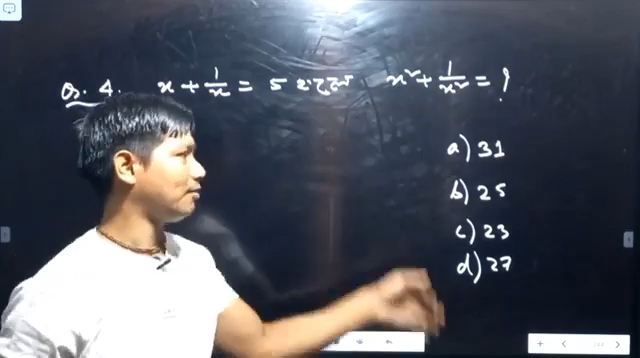 Q. 4. x + 1/x = 5 হলে x² + 1/x² = ?
a) 31
b) 25
c) 23
d) 27